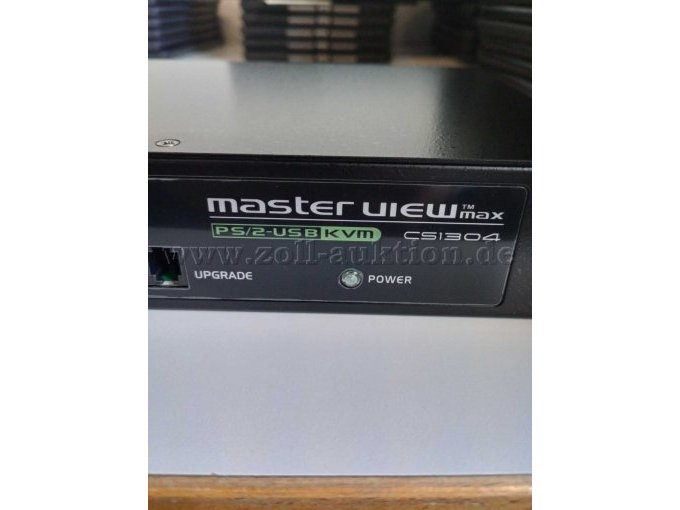 master view™ max
PS/2-USB KVM CS1304
www.zoll-auktion.de
UPGRADE POWER